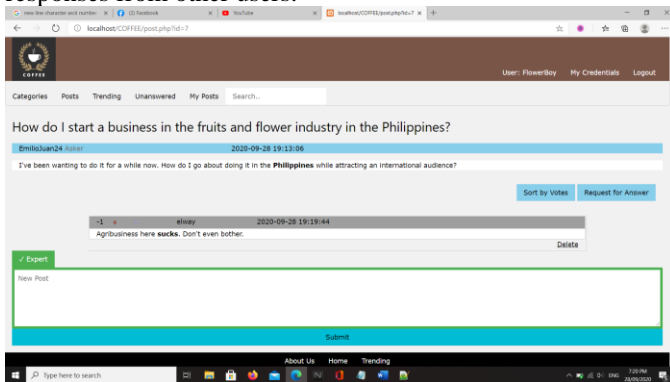 responses from other users.
(2) Facebook
YouTube
localhost/COFFEE/post.php?id=7
localhost/COFFEE/post.php?id=7
COFFEE
User: FlowerBoy My Credentials Logout
Categories Posts Trending Unanswered My Posts Search..
How do I start a business in the fruits and flower industry in the Philippines?
EmilioJuan24 Asker 2020-09-28 19:13:06
I've been wanting to do it for a while now. How do I go about doing it in the Philippines while attracting an international audience?
Sort by Votes Request for Answer
-1 elway 2020-09-28 19:19:44
Agribusiness here sucks. Don't even bother.
Delete
✓ Expert
New Post
Submit
About Us Home Trending
Type here to search
ENG
7:20 PM
28/09/2020